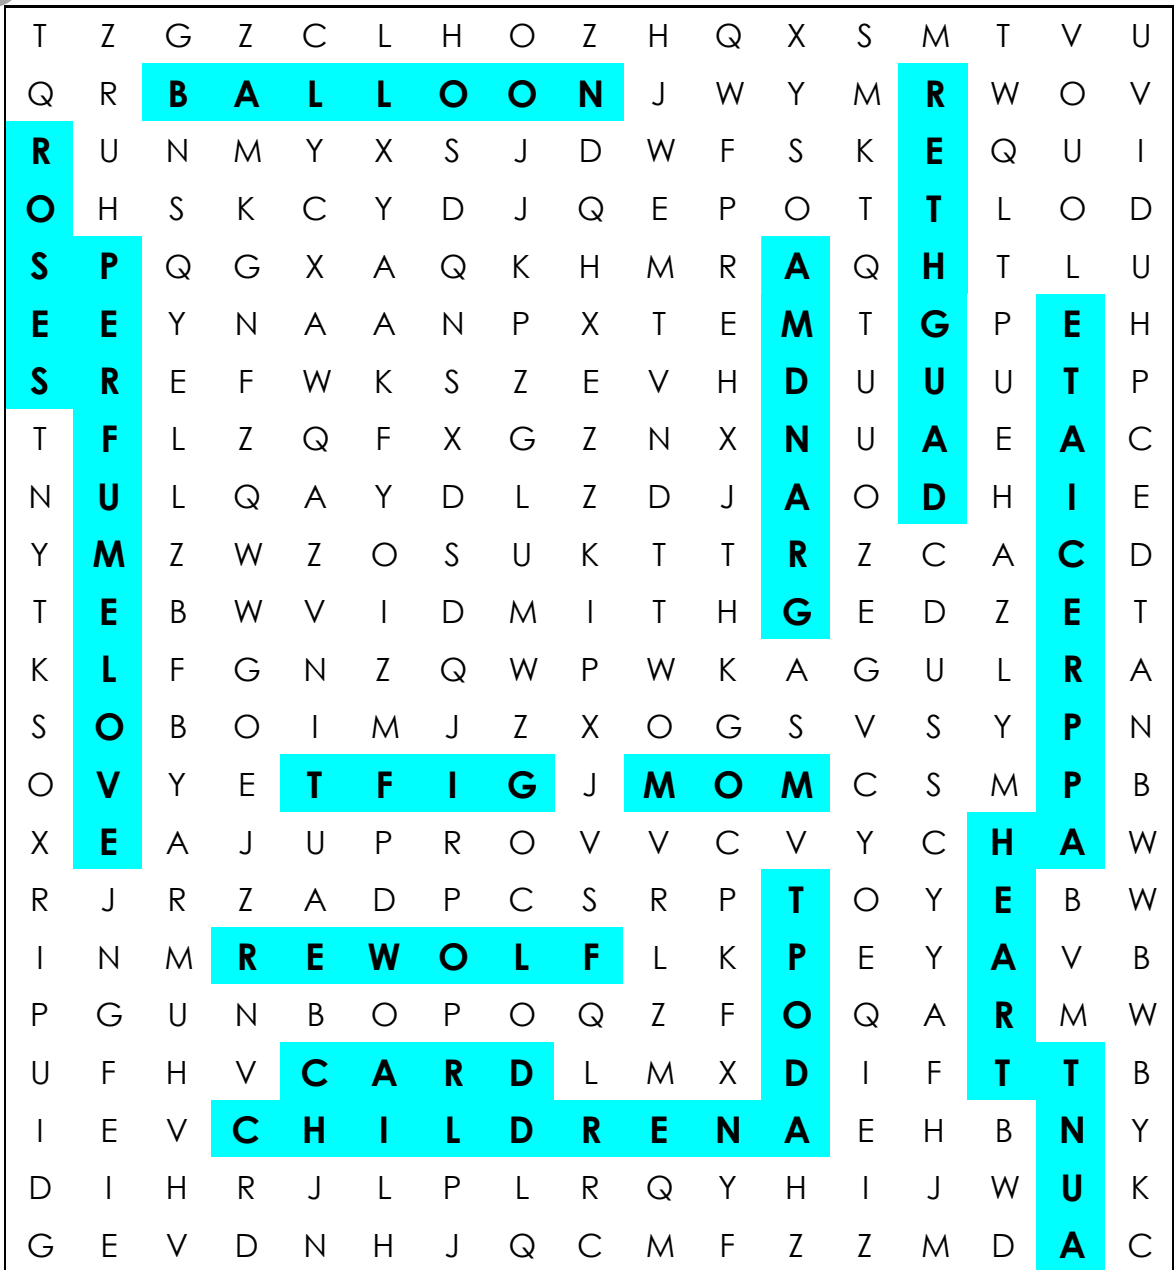 T Z G Z C L H O Z H Q X S M T V U
Q R B A L L O O N J W Y M R W O V
R U N M Y X S J D W F S K E Q U I
O H S K C Y D J Q E P O T T L O D
S P Q G X A Q K H M R A Q H T L U
E E Y N A A N P X T E M T G P E H
S R E F W K S Z E V H D U U U T P
T F L Z Q F X G Z N X N U A E A C
N U L Q A Y D L Z D J A O D H I E
Y M Z W Z O S U K T T R Z C A C D
T E B W V I D M I T H G E D Z E T
K L F G N Z Q W P W K A G U L R A
S O B O I M J Z X O G S V S Y P N
O V Y E T F I G J M O M C S M P B
X E A J U P R O V V C V Y C H A W
R J R Z A D P C S R P T O Y E B W
I N M R E W O L F L K P E Y A V B
P G U N B O P O Q Z F O Q A R M W
U F H V C A R D L M X D I F T T B
I E V C H I L D R E N A E H B N Y
D I H R J L P L R Q Y H I J W U K
G E V D N H J Q C M F Z Z M D A C